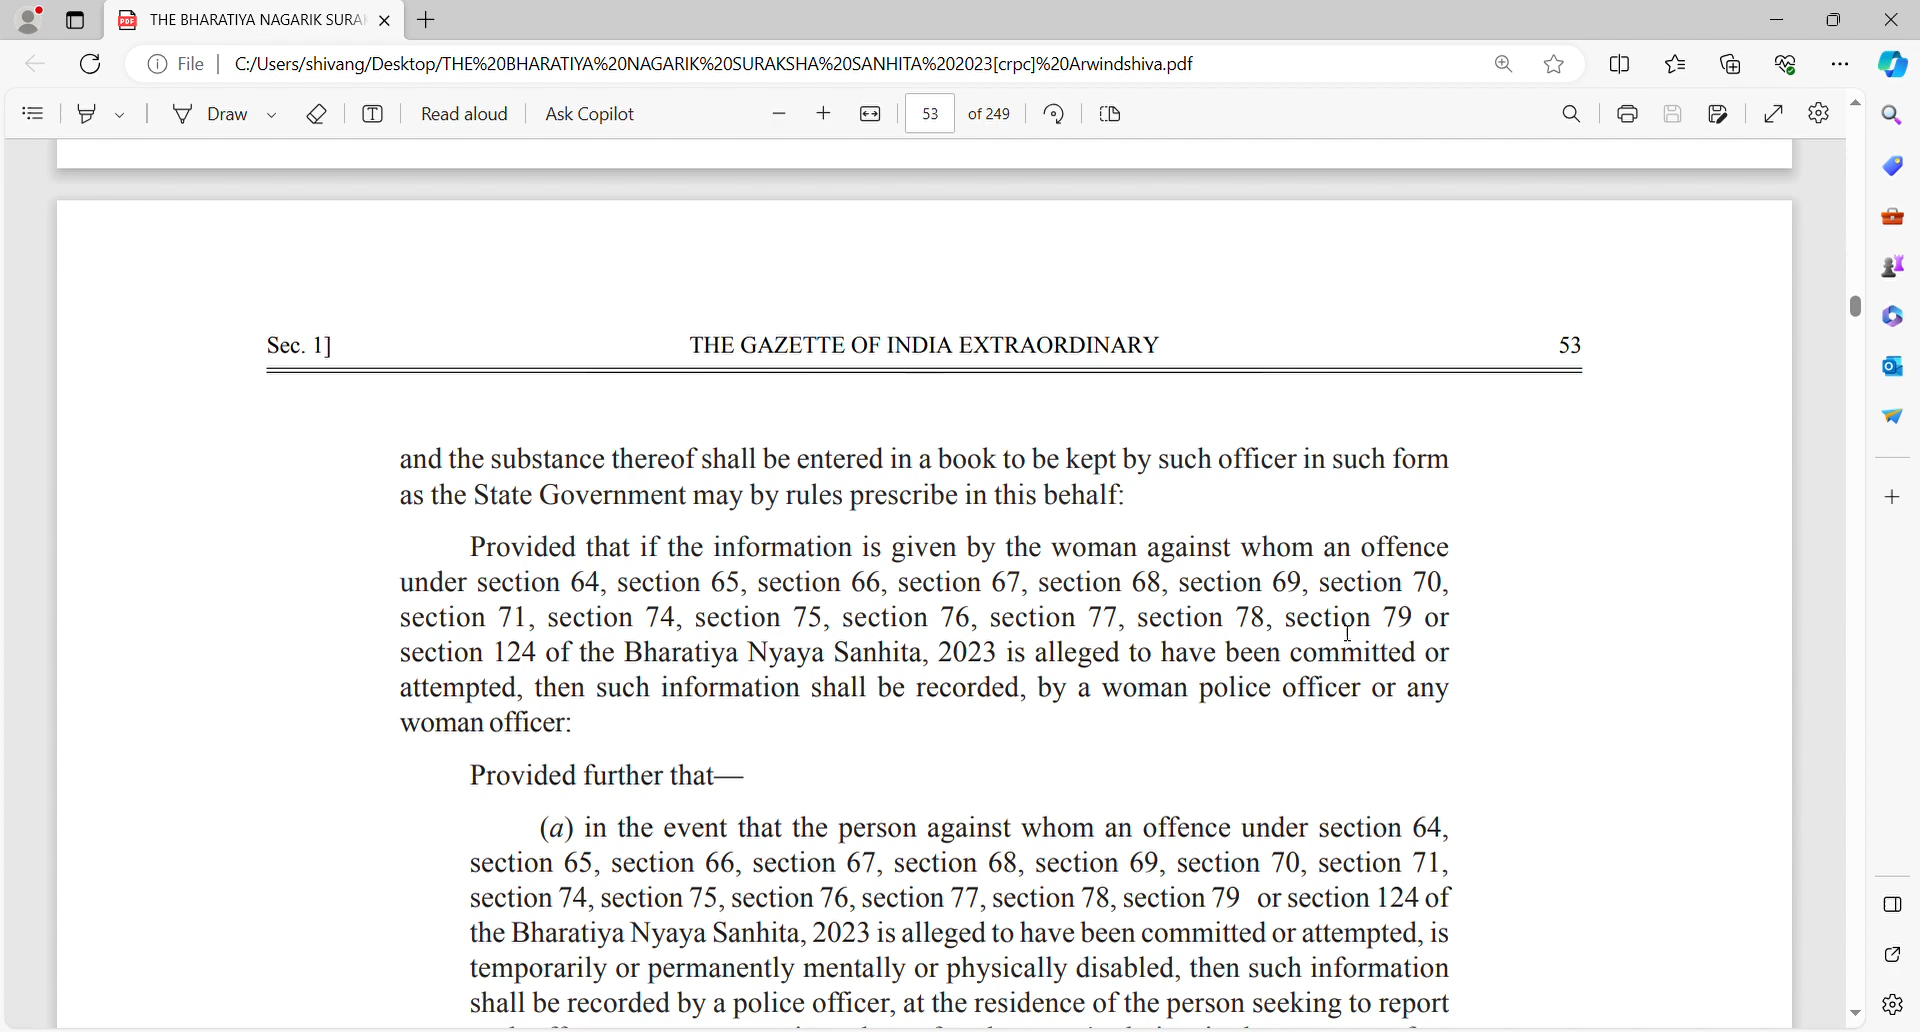 THE BHARATIYA NAGARIK SURA
File
C:/Users/shivang/Desktop/THE%20BHARATIYA%20NAGARIK%20SURAKSHA%20SANHITA%202023[crpc]%20Arwindshiva.pdf
Draw
Read aloud
Ask Copilot
53 of 249
Sec. 1] THE GAZETTE OF INDIA EXTRAORDINARY 53
and the substance thereof shall be entered in a book to be kept by such officer in such form
as the State Government may by rules prescribe in this behalf:
Provided that if the information is given by the woman against whom an offence
under section 64, section 65, section 66, section 67, section 68, section 69, section 70,
section 71, section 74, section 75, section 76, section 77, section 78, section 79 or
section 124 of the Bharatiya Nyaya Sanhita, 2023 is alleged to have been committed or
attempted, then such information shall be recorded, by a woman police officer or any
woman officer:
Provided further that—
(a) in the event that the person against whom an offence under section 64,
section 65, section 66, section 67, section 68, section 69, section 70, section 71,
section 74, section 75, section 76, section 77, section 78, section 79 or section 124 of
the Bharatiya Nyaya Sanhita, 2023 is alleged to have been committed or attempted, is
temporarily or permanently mentally or physically disabled, then such information
shall be recorded by a police officer, at the residence of the person seeking to report